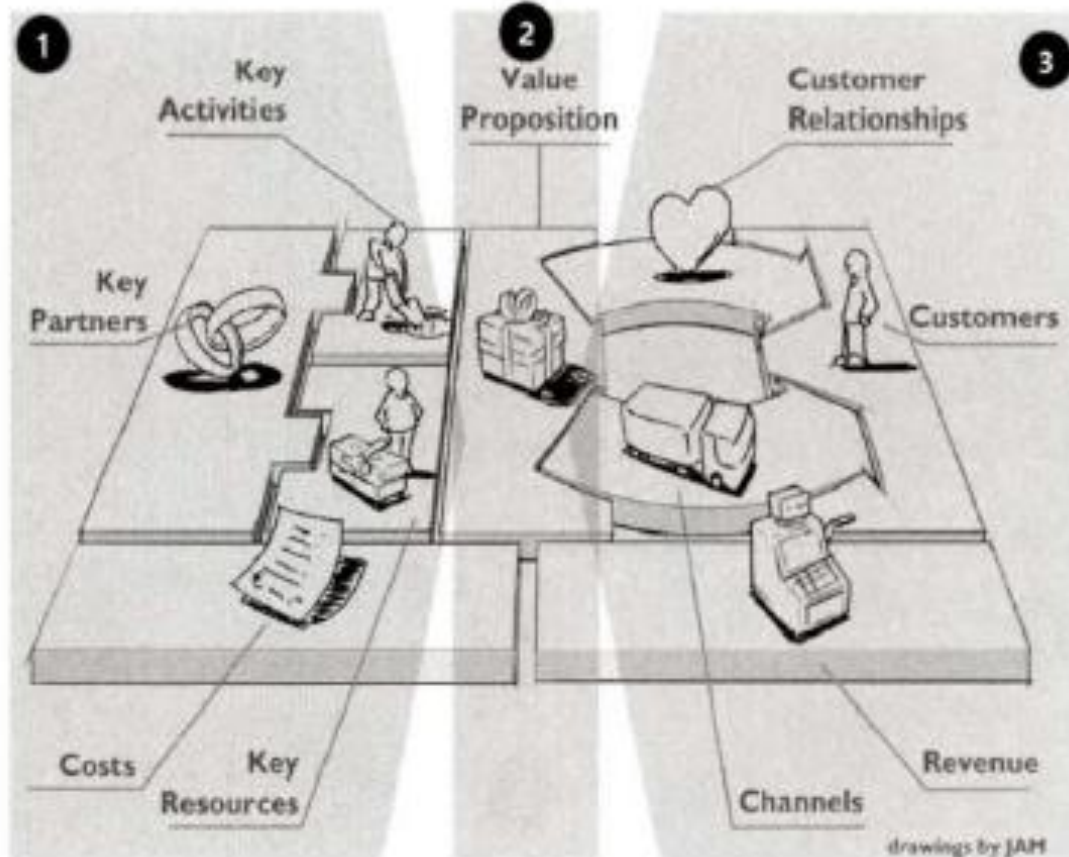 1
2
3
Key
Activities
Value
Proposition
Customer
Relationships
Key
Partners
Customers
Costs
Key
Resources
Channels
Revenue
drawings by JAM